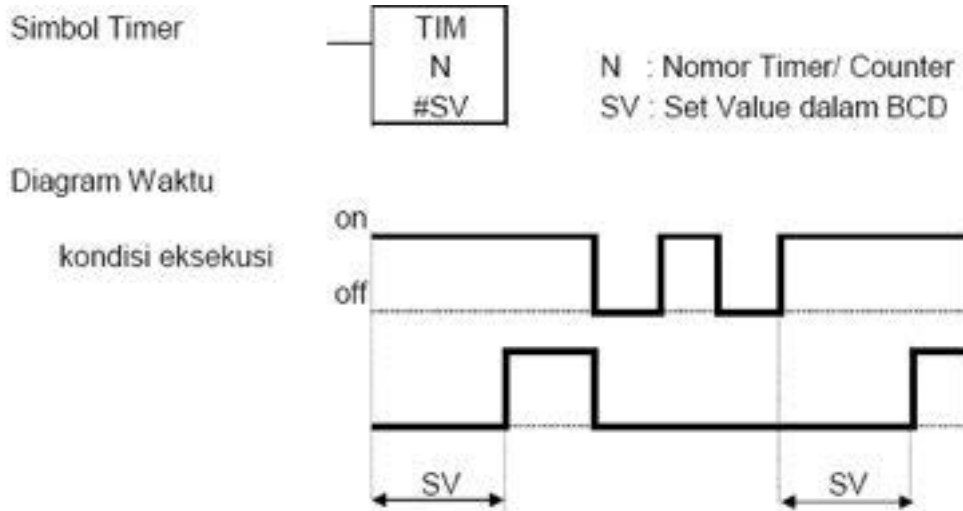 Simbol Timer
TIM
N
#SV
N : Nomor Timer/ Counter
SV : Set Value dalam BCD
Diagram Waktu
kondisi eksekusi
on
off
SV
SV